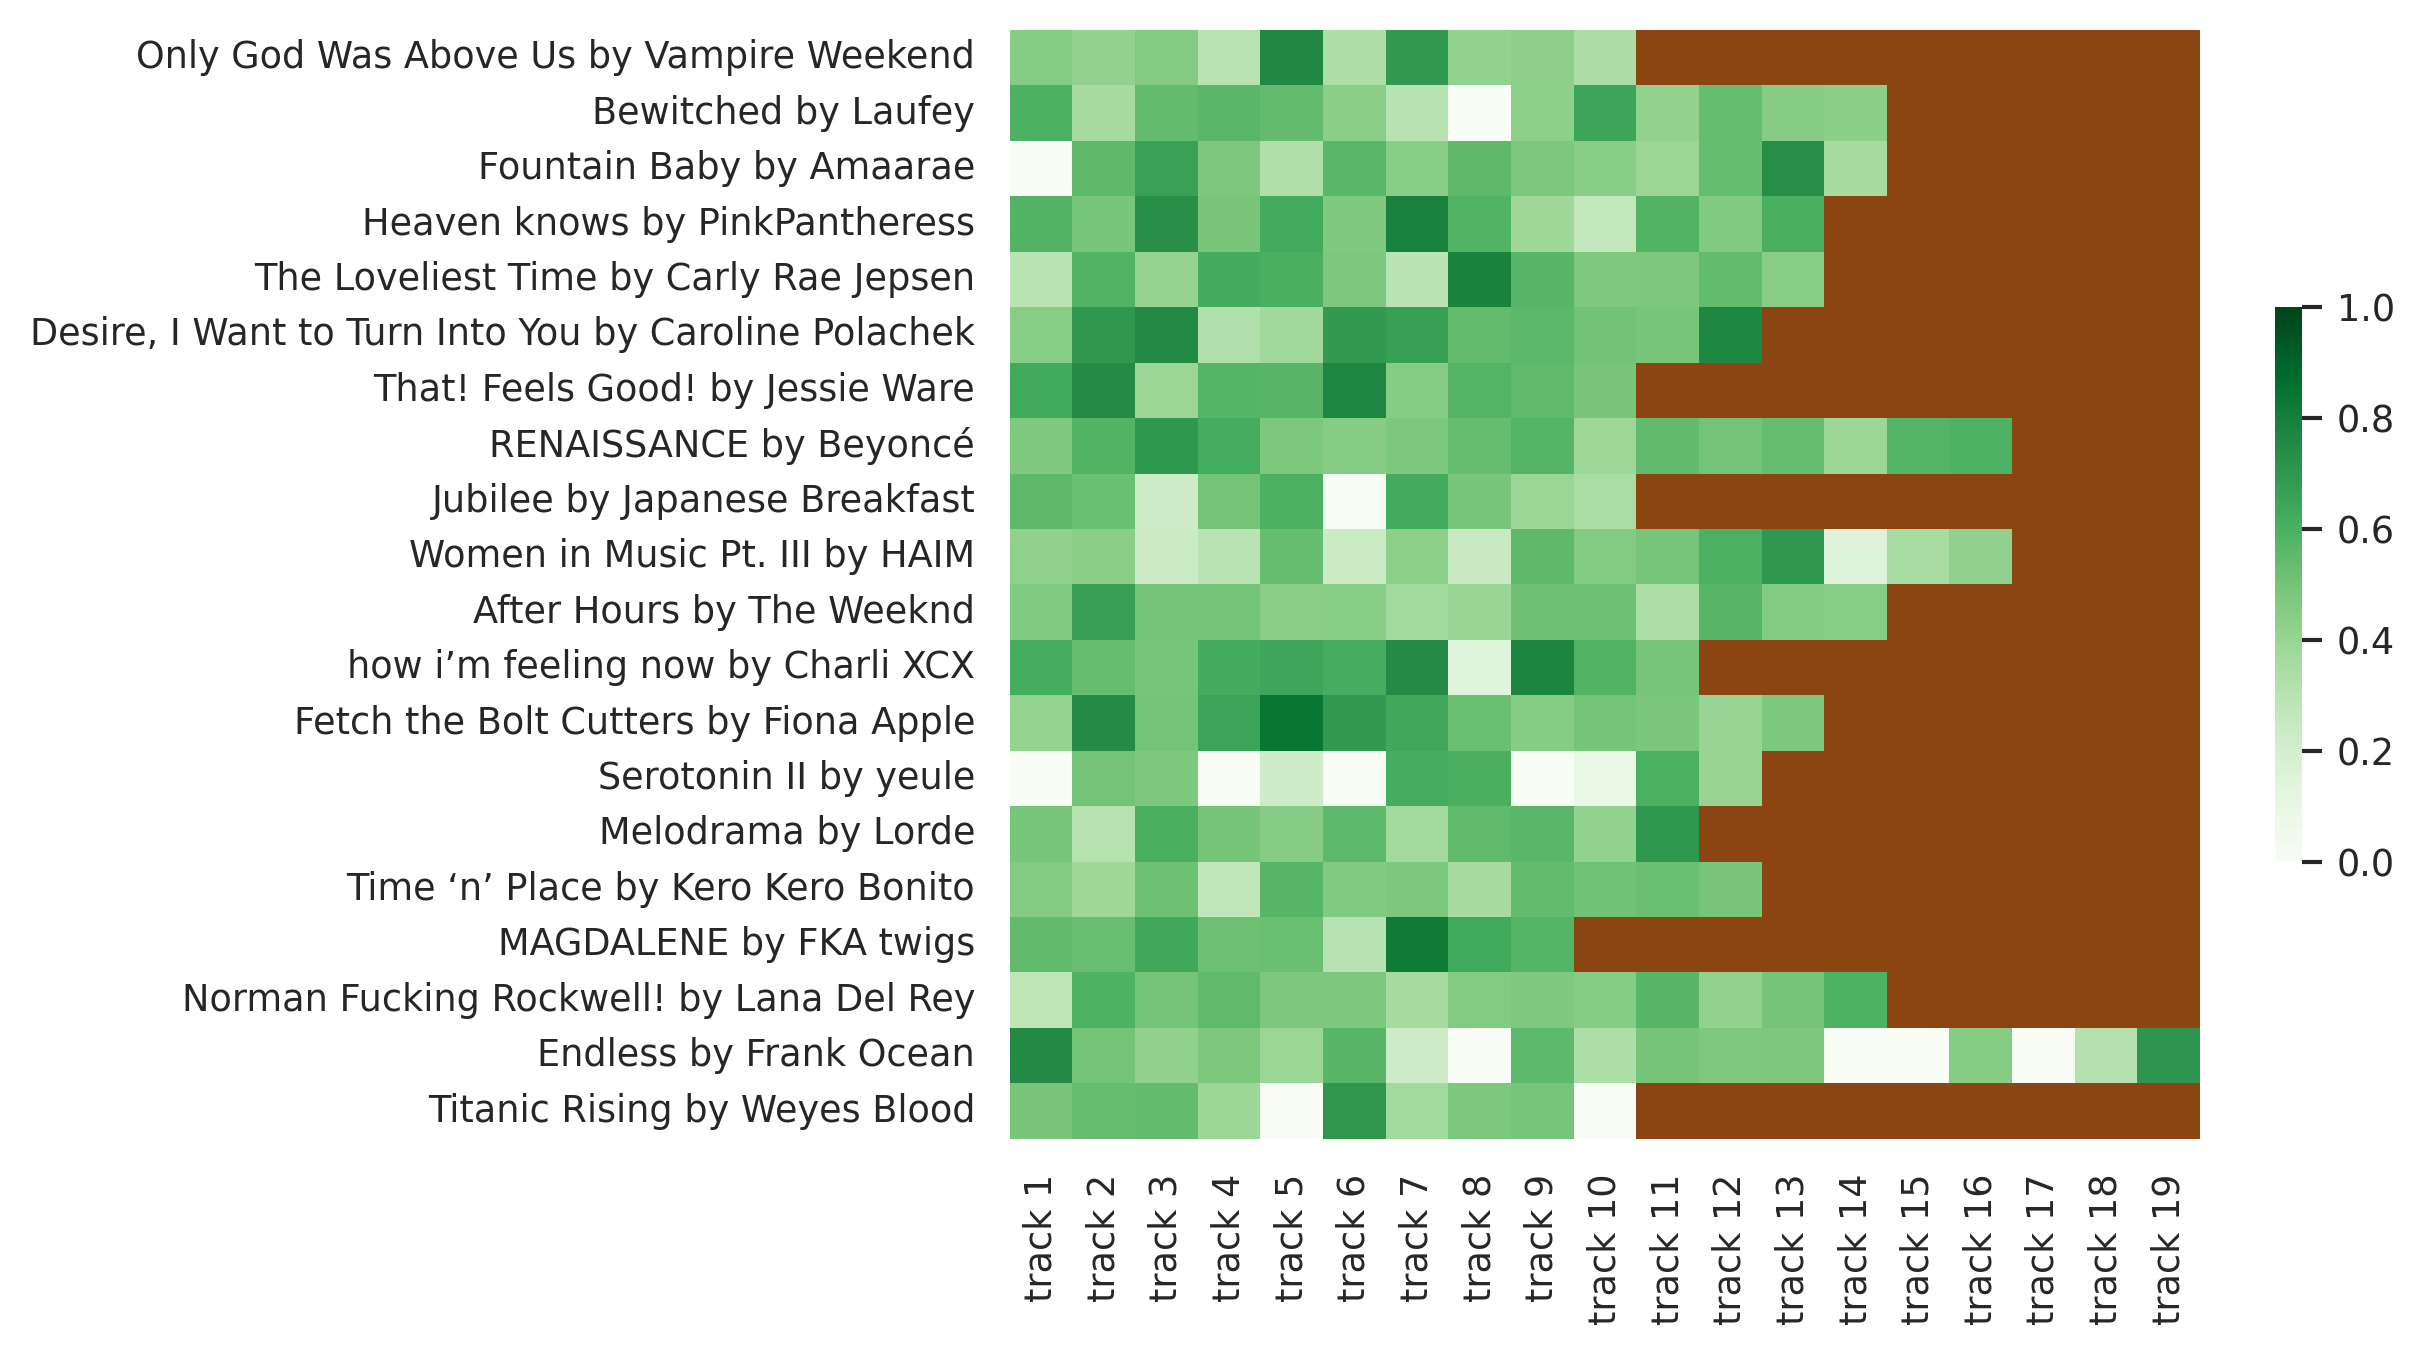 Only God Was Above Us by Vampire Weekend
Bewitched by Laufey
Fountain Baby by Amaarae
Heaven knows by PinkPantheress
The Loveliest Time by Carly Rae Jepsen
Desire, I Want to Turn Into You by Caroline Polachek
That! Feels Good! by Jessie Ware
RENAISSANCE by Beyoncé
Jubilee by Japanese Breakfast
Women in Music Pt. III by HAIM
After Hours by The Weeknd
how i’m feeling now by Charli XCX
Fetch the Bolt Cutters by Fiona Apple
Serotonin II by yeule
Melodrama by Lorde
Time ‘n’ Place by Kero Kero Bonito
MAGDALENE by FKA twigs
Norman Fucking Rockwell! by Lana Del Rey
Endless by Frank Ocean
Titanic Rising by Weyes Blood
track 1
track 2
track 3
track 4
track 5
track 6
track 7
track 8
track 9
track 10
track 11
track 12
track 13
track 14
track 15
track 16
track 17
track 18
track 19
1.0
0.8
0.6
0.4
0.2
0.0